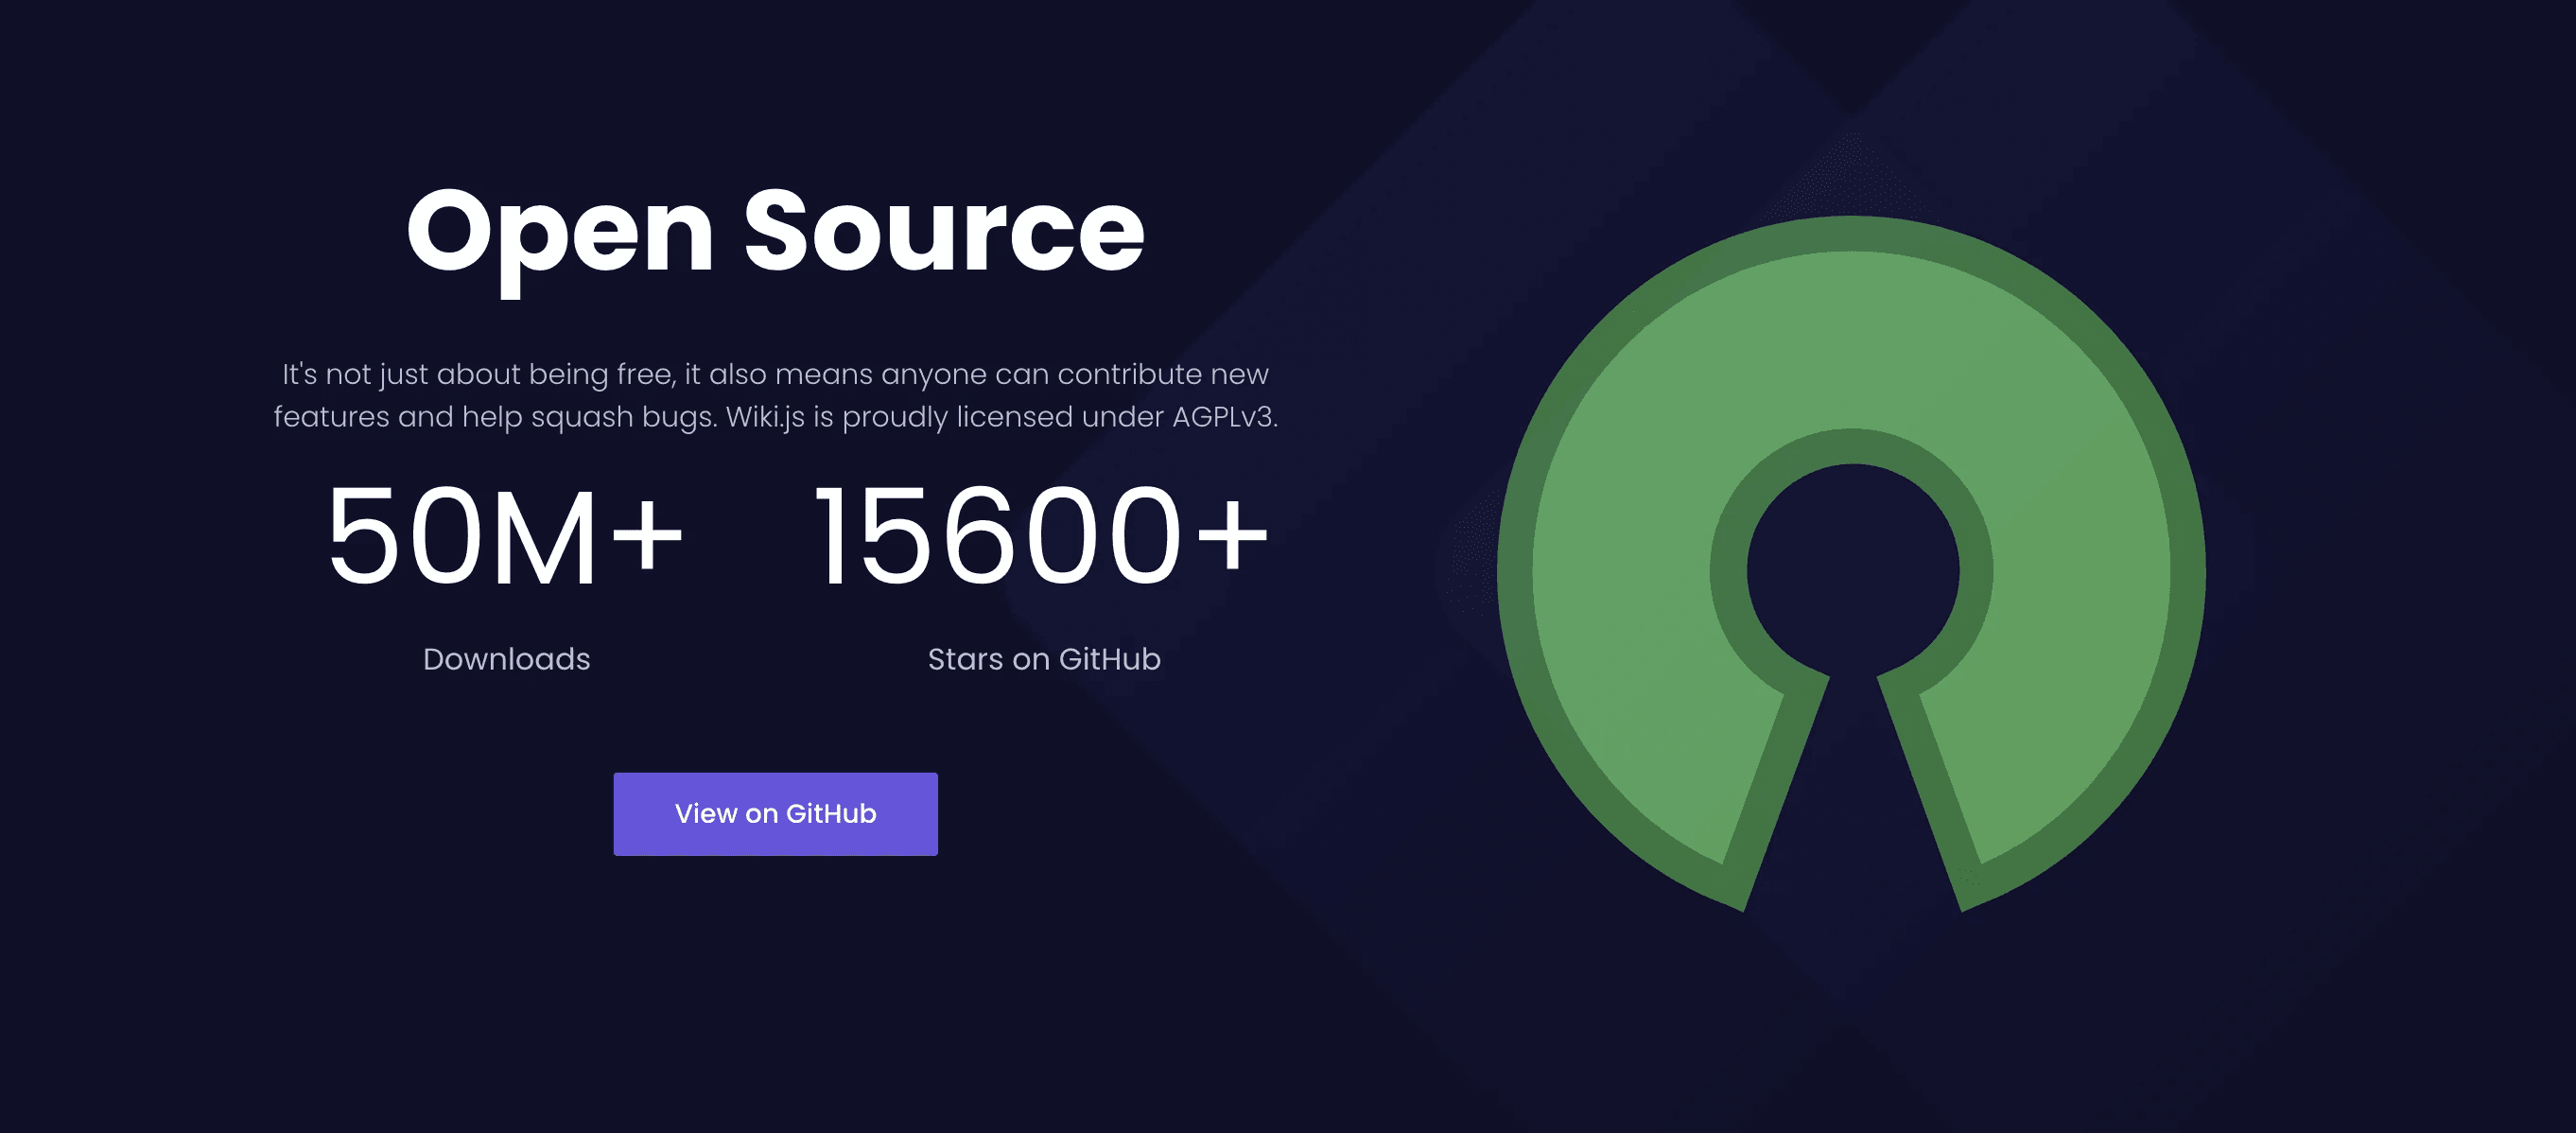 Open Source
It's not just about being free, it also means anyone can contribute new
features and help squash bugs. Wiki.js is proudly licensed under AGPLv3.
50M+ 15600+
Downloads Stars on GitHub
View on GitHub